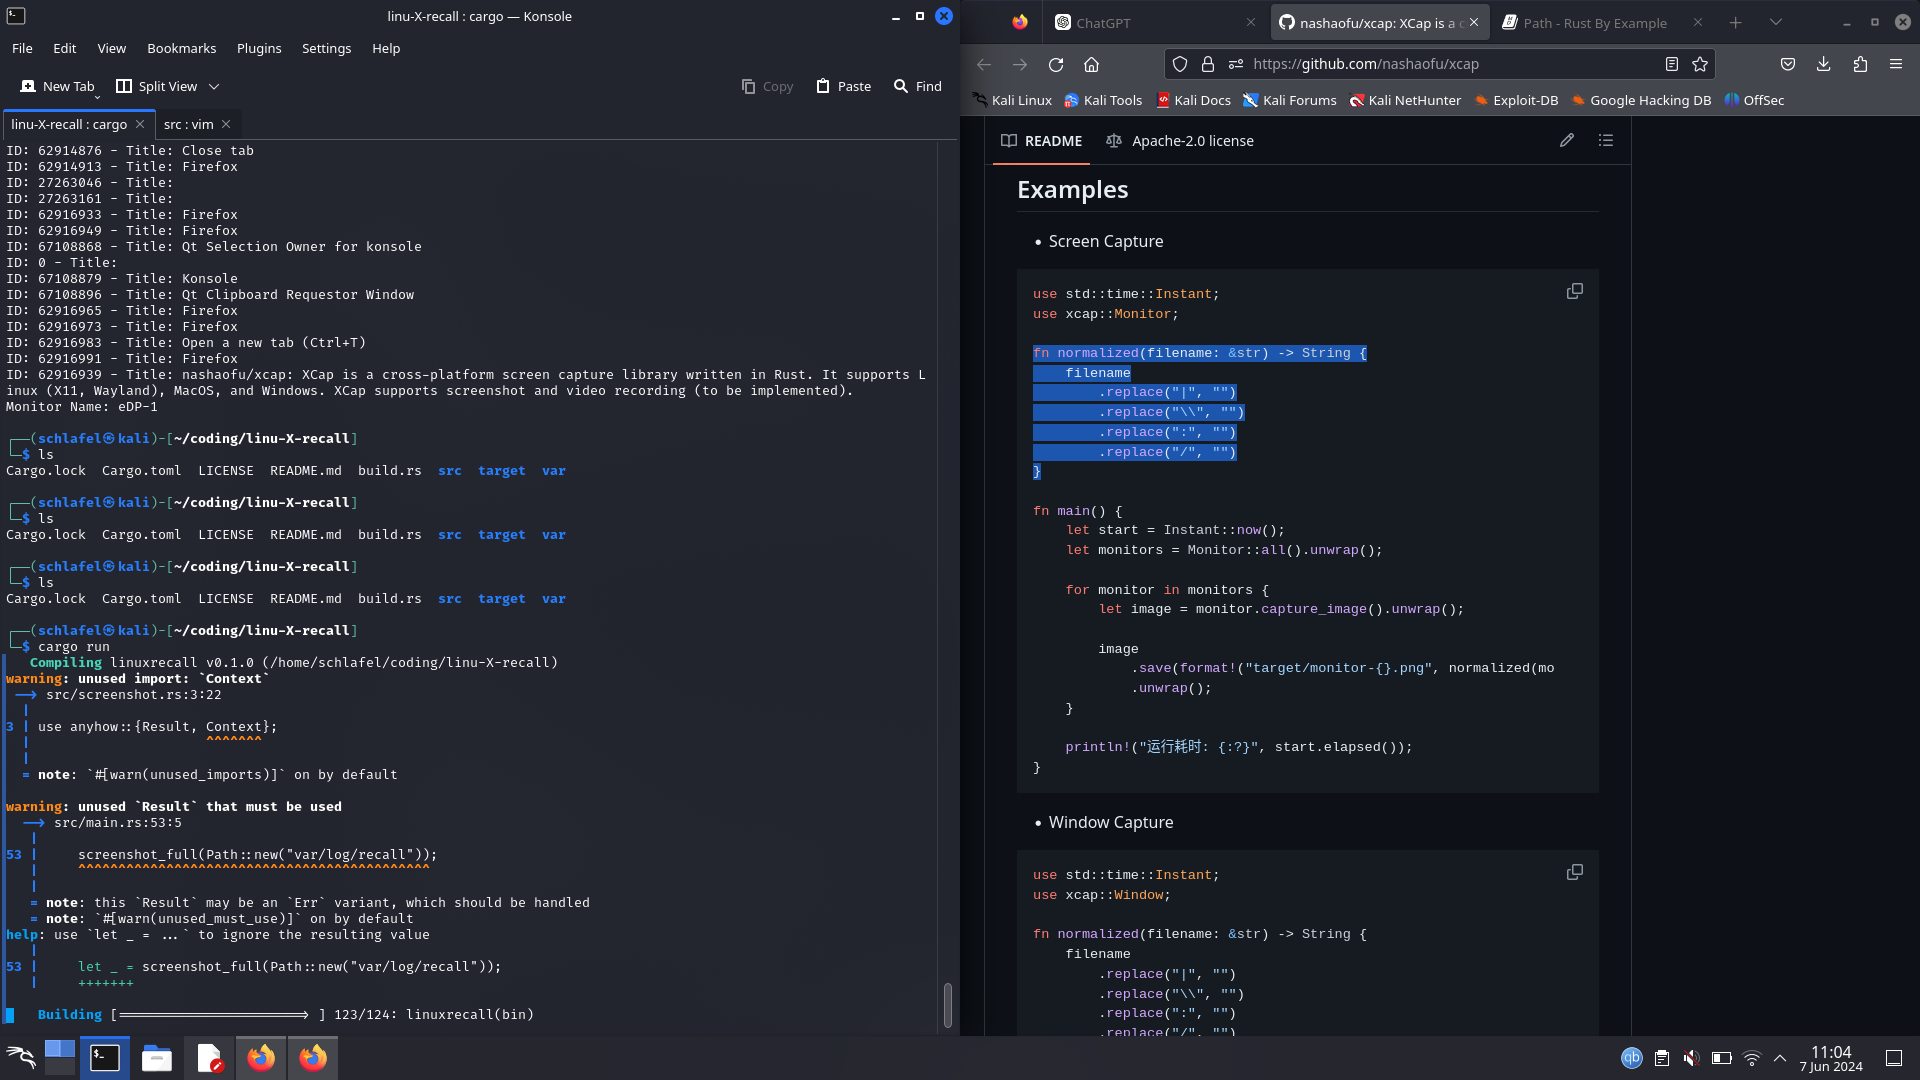 linu-X-recall : cargo — Konsole
File Edit View Bookmarks Plugins Settings Help
New Tab Split View Copy Paste Find
linu-X-recall : cargo src : vim
ID: 62914876 - Title: Close tab
ID: 62914913 - Title: Firefox
ID: 27263046 - Title:
ID: 27263161 - Title:
ID: 62916933 - Title: Firefox
ID: 62916949 - Title: Firefox
ID: 67108868 - Title: Qt Selection Owner for konsole
ID: 0 - Title:
ID: 67108879 - Title: Konsole
ID: 67108896 - Title: Qt Clipboard Requestor Window
ID: 62916965 - Title: Firefox
ID: 62916973 - Title: Firefox
ID: 62916983 - Title: Open a new tab (Ctrl+T)
ID: 62916991 - Title: Firefox
ID: 62916939 - Title: nashaofu/xcap: XCap is a cross-platform screen capture library written in Rust. It supports L
inux (X11, Wayland), MacOS, and Windows. XCap supports screenshot and video recording (to be implemented).
Monitor Name: eDP-1
┌──(schlafel㉿kali)-[~/coding/linu-X-recall]
└─$ ls
Cargo.lock Cargo.toml LICENSE README.md build.rs src target var
┌──(schlafel㉿kali)-[~/coding/linu-X-recall]
└─$ ls
Cargo.lock Cargo.toml LICENSE README.md build.rs src target var
┌──(schlafel㉿kali)-[~/coding/linu-X-recall]
└─$ ls
Cargo.lock Cargo.toml LICENSE README.md build.rs src target var
┌──(schlafel㉿kali)-[~/coding/linu-X-recall]
└─$ cargo run
Compiling linuxrecall v0.1.0 (/home/schlafel/coding/linu-X-recall)
warning: unused import: `Context`
--> src/screenshot.rs:3:22
|
3 | use anyhow::{Result, Context};
| ^^^^^^^
|
= note: `#[warn(unused_imports)]` on by default
warning: unused `Result` that must be used
--> src/main.rs:53:5
|
53 | screenshot_full(Path::new("var/log/recall"));
| ^^^^^^^^^^^^^^^^^^^^^^^^^^^^^^^^^^^^^^^^^^^^
|
= note: this `Result` may be an `Err` variant, which should be handled
= note: `#[warn(unused_must_use)]` on by default
help: use `let _ = ...` to ignore the resulting value
|
53 | let _ = screenshot_full(Path::new("var/log/recall"));
| +++++++
Building [=======================> ] 123/124: linuxrecall(bin)
ChatGPT nashaofu/xcap: XCap is a c Path - Rust By Example
https://github.com/nashaofu/xcap
Kali Linux Kali Tools Kali Docs Kali Forums Kali NetHunter Exploit-DB Google Hacking DB OffSec
README Apache-2.0 license
Examples
• Screen Capture
use std::time::Instant;
use xcap::Monitor;
fn normalized(filename: &str) -> String {
filename
.replace("|", "")
.replace("\\", "")
.replace(":", "")
.replace("/", "")
}
fn main() {
let start = Instant::now();
let monitors = Monitor::all().unwrap();
for monitor in monitors {
let image = monitor.capture_image().unwrap();
image
.save(format!("target/monitor-{}.png", normalized(mo
.unwrap();
}
println!("运行耗时: {:?}", start.elapsed());
}
• Window Capture
use std::time::Instant;
use xcap::Window;
fn normalized(filename: &str) -> String {
filename
.replace("|", "")
.replace("\\", "")
.replace(":", "")
.replace("/", "")
qb
11:04
7 Jun 2024